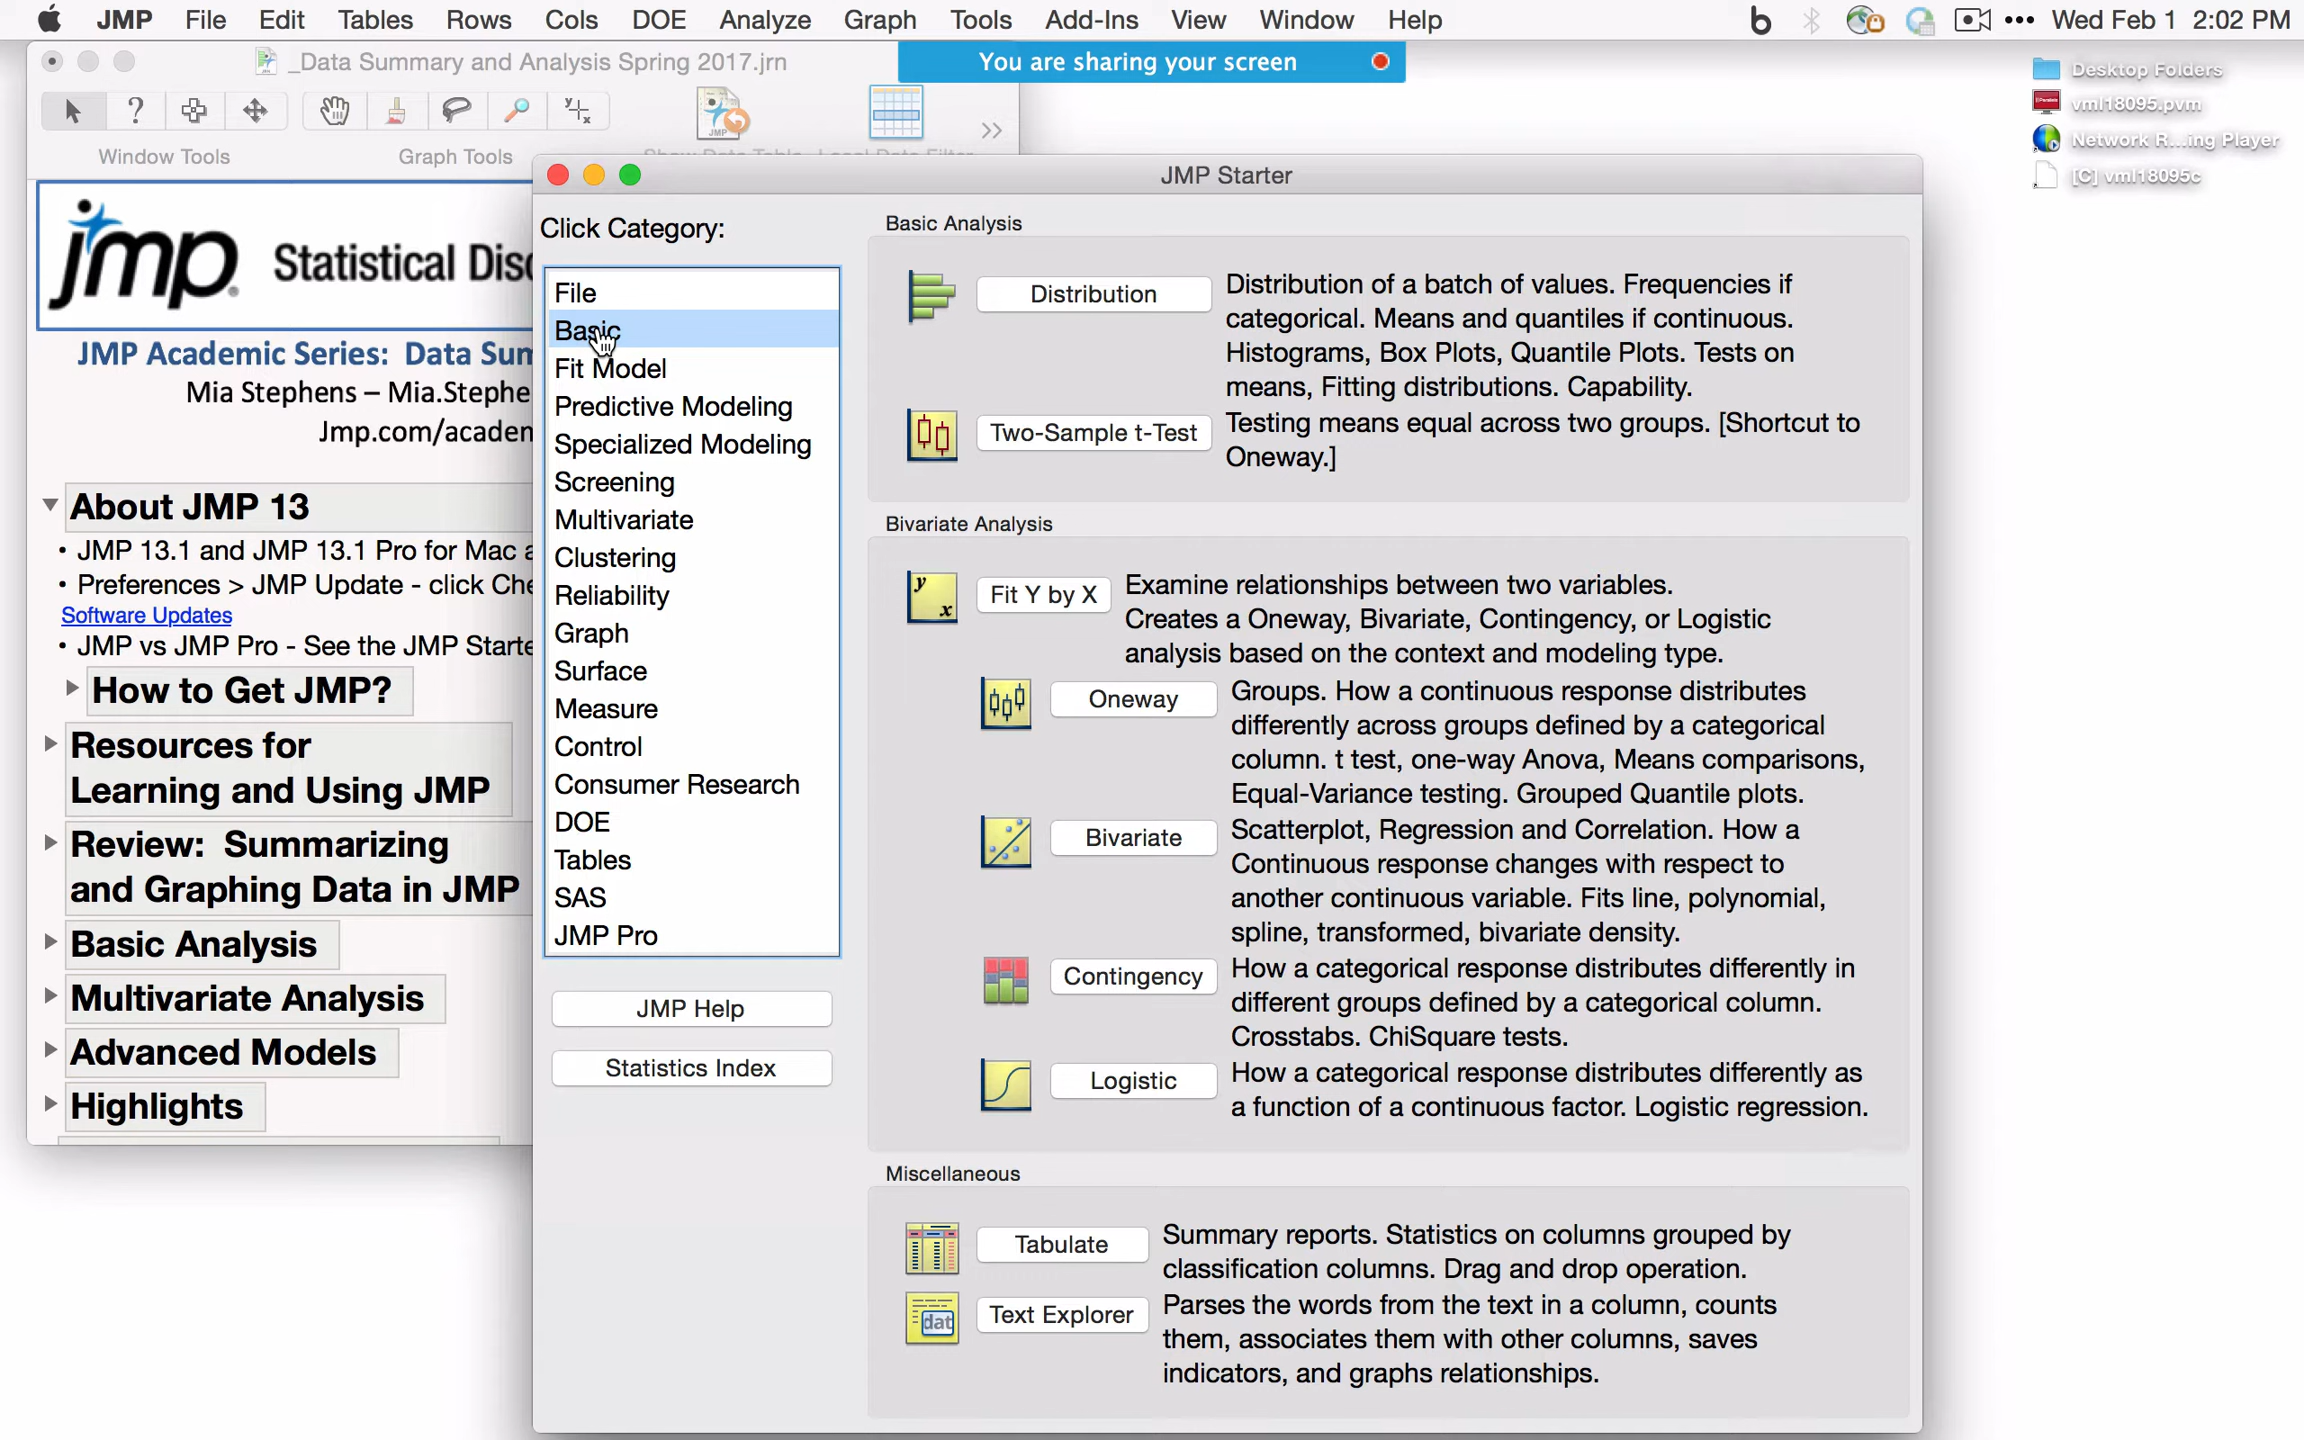 JMP File Edit Tables Rows Cols DOE Analyze Graph Tools Add-Ins View Window Help Wed Feb 1 2:02 PM
_Data Summary and Analysis Spring 2017.jrn
You are sharing your screen
Desktop Folders
vml18095.pvm
Network R...ing Player
[C] vml18095c
Window Tools Graph Tools
JMP Starter
jmp Statistical Disc
JMP Academic Series: Data Sum
Mia Stephens – Mia.Stephe
Jmp.com/academ
About JMP 13
• JMP 13.1 and JMP 13.1 Pro for Mac a
• Preferences > JMP Update - click Che
Software Updates
• JMP vs JMP Pro - See the JMP Starte
How to Get JMP?
Resources for
Learning and Using JMP
Review: Summarizing
and Graphing Data in JMP
Basic Analysis
Multivariate Analysis
Advanced Models
Highlights
Click Category:
File
Basic
Fit Model
Predictive Modeling
Specialized Modeling
Screening
Multivariate
Clustering
Reliability
Graph
Surface
Measure
Control
Consumer Research
DOE
Tables
SAS
JMP Pro
JMP Help
Statistics Index
Basic Analysis
Distribution
Distribution of a batch of values. Frequencies if
categorical. Means and quantiles if continuous.
Histograms, Box Plots, Quantile Plots. Tests on
means, Fitting distributions. Capability.
Two-Sample t-Test
Testing means equal across two groups. [Shortcut to
Oneway.]
Bivariate Analysis
Fit Y by X
Examine relationships between two variables.
Creates a Oneway, Bivariate, Contingency, or Logistic
analysis based on the context and modeling type.
Oneway
Groups. How a continuous response distributes
differently across groups defined by a categorical
column. t test, one-way Anova, Means comparisons,
Equal-Variance testing. Grouped Quantile plots.
Bivariate
Scatterplot, Regression and Correlation. How a
Continuous response changes with respect to
another continuous variable. Fits line, polynomial,
spline, transformed, bivariate density.
Contingency
How a categorical response distributes differently in
different groups defined by a categorical column.
Crosstabs. ChiSquare tests.
Logistic
How a categorical response distributes differently as
a function of a continuous factor. Logistic regression.
Miscellaneous
Tabulate
Summary reports. Statistics on columns grouped by
classification columns. Drag and drop operation.
Text Explorer
Parses the words from the text in a column, counts
them, associates them with other columns, saves
indicators, and graphs relationships.